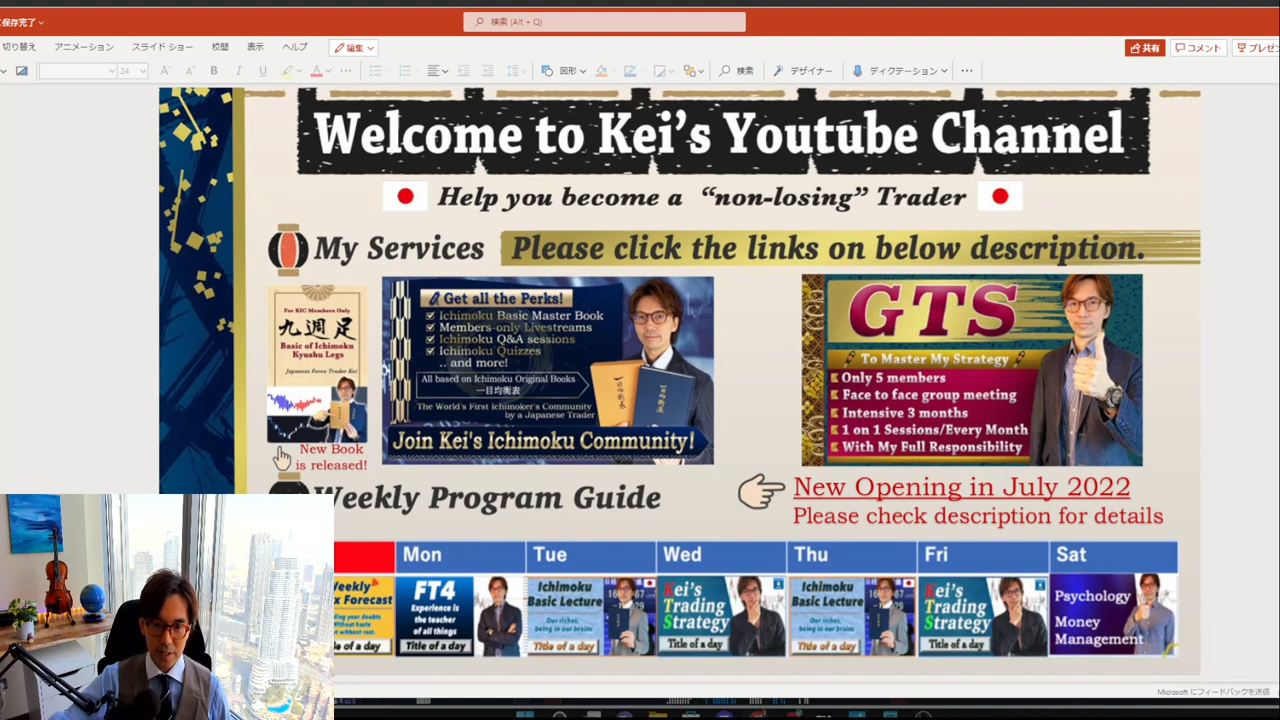 保存完了
検索 (Alt + Q)
切り替え アニメーション スライド ショー 校閲 表示 ヘルプ 編集 共有 コメント
24 図形 検索 デザイナー ディクテーション
Welcome to Kei's Youtube Channel
Help you become a “non-losing” Trader
My Services Please click the links on below description.
For KIC Members Only
九週足
Basic of Ichimoku
Kyushu Legs
Japanese Forex Trader Kei
New Book
is released!
Get all the Perks!
Ichimoku Basic Master Book
Members-only Livestreams
Ichimoku Q&A sessions
Ichimoku Quizzes
.. and more!
All based on Ichimoku Original Books
一目均衡表
The World's First Ichimoker's Community
by a Japanese Trader
Join Kei's Ichimoku Community!
GTS
To Master My Strategy
Only 5 members
Face to face group meeting
Intensive 3 months
1 on 1 Sessions/Every Month
With My Full Responsibility
Weekly Program Guide
New Opening in July 2022
Please check description for details
Mon Tue Wed Thu Fri Sat
FT4
Experience is
the teacher
of all things
Title of a day
Ichimoku
Basic Lecture
Our riches,
being in our brains
Title of a day
Kei's
Trading
Strategy
Title of a day
Ichimoku
Basic Lecture
Our riches,
being in our brains
Title of a day
Kei's
Trading
Strategy
Title of a day
Psychology
Money
Management
Microsoft にフィードバックを送信